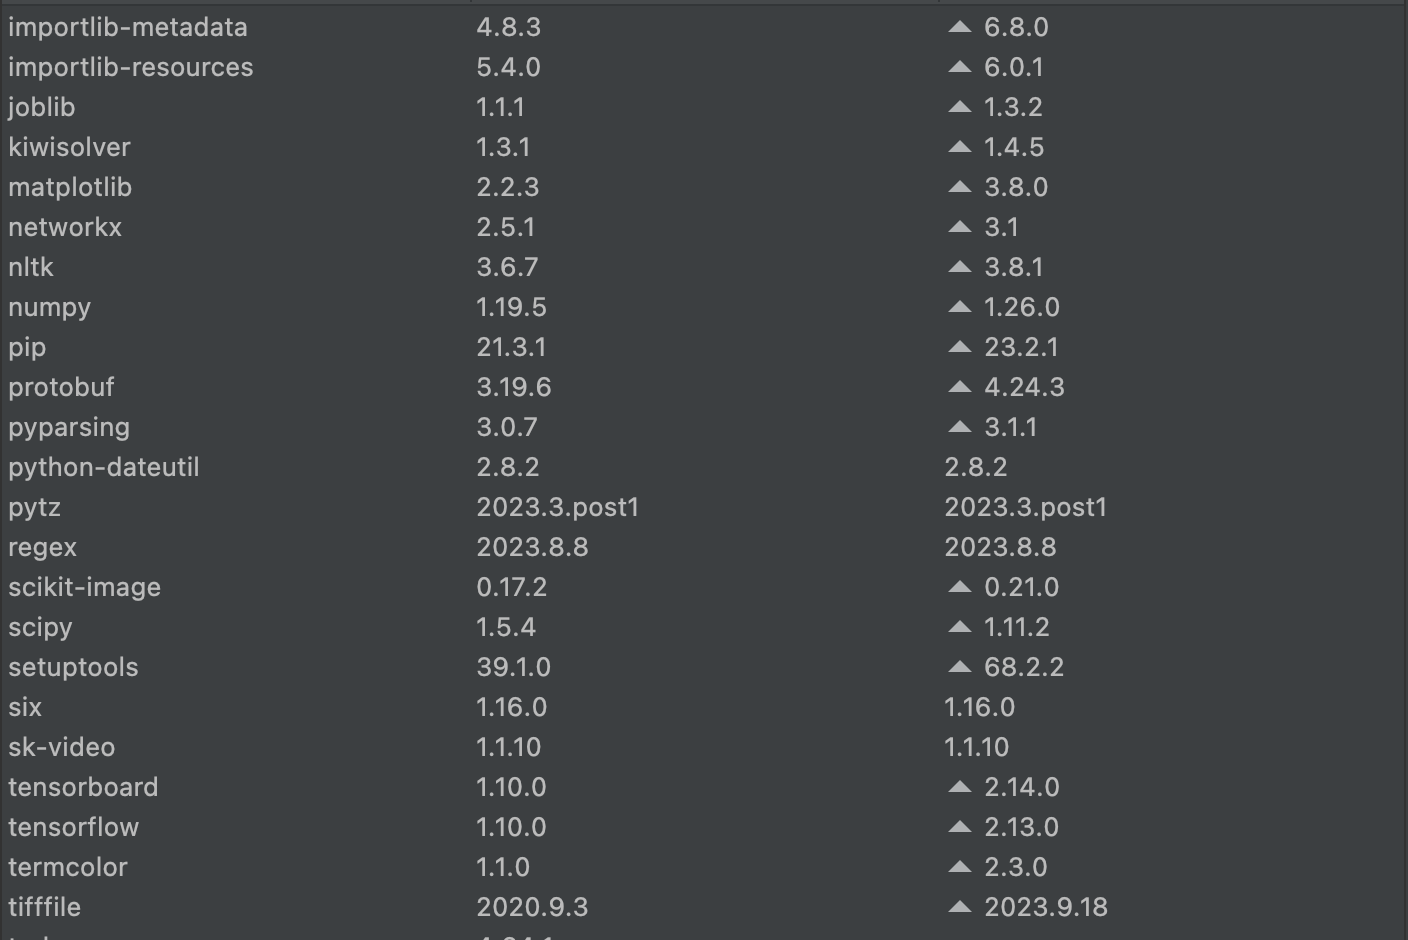 importlib-metadata 4.8.3 6.8.0
importlib-resources 5.4.0 6.0.1
joblib 1.1.1 1.3.2
kiwisolver 1.3.1 1.4.5
matplotlib 2.2.3 3.8.0
networkx 2.5.1 3.1
nltk 3.6.7 3.8.1
numpy 1.19.5 1.26.0
pip 21.3.1 23.2.1
protobuf 3.19.6 4.24.3
pyparsing 3.0.7 3.1.1
python-dateutil 2.8.2 2.8.2
pytz 2023.3.post1 2023.3.post1
regex 2023.8.8 2023.8.8
scikit-image 0.17.2 0.21.0
scipy 1.5.4 1.11.2
setuptools 39.1.0 68.2.2
six 1.16.0 1.16.0
sk-video 1.1.10 1.1.10
tensorboard 1.10.0 2.14.0
tensorflow 1.10.0 2.13.0
termcolor 1.1.0 2.3.0
tifffile 2020.9.3 2023.9.18